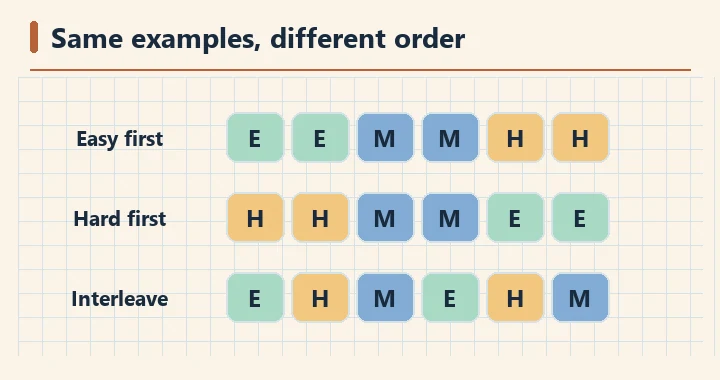 Same examples, different order
Easy first E E M M H H
Hard first H H M M E E
Interleave E H M E H M